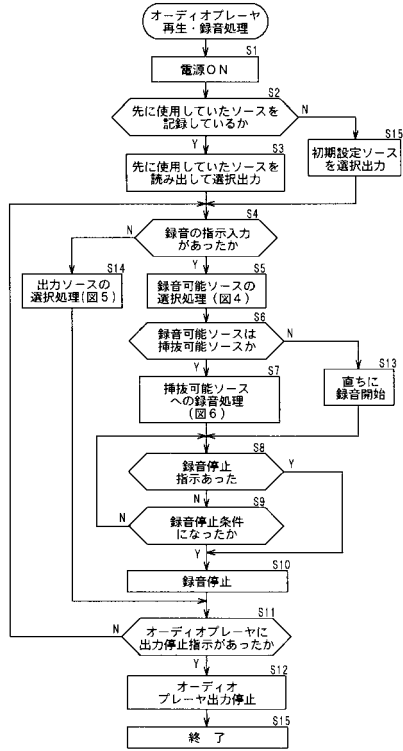 オーディオプレーヤ
再生・録音処理
S1
電源ON
S2
先に使用していたソースを
記録しているか
N
Y
S3
先に使用していたソースを
読み出して選択出力
S15
初期設定ソース
を選択出力
S4
録音の指示入力
があったか
N
Y
S14
出力ソースの
選択処理(図5)
S5
録音可能ソースの
選択処理(図4)
S6
録音可能ソースは
挿抜可能ソースか
N
Y
S7
挿抜可能ソース
への録音処理
(図6)
S13
直ちに
録音開始
S8
録音停止
指示あった
Y
N
S9
録音停止条件
になったか
N
Y
S10
録音停止
S11
オーディオプレーヤに
出力停止指示があったか
N
Y
S12
オーディオ
プレーヤ出力停止
S15
終 了